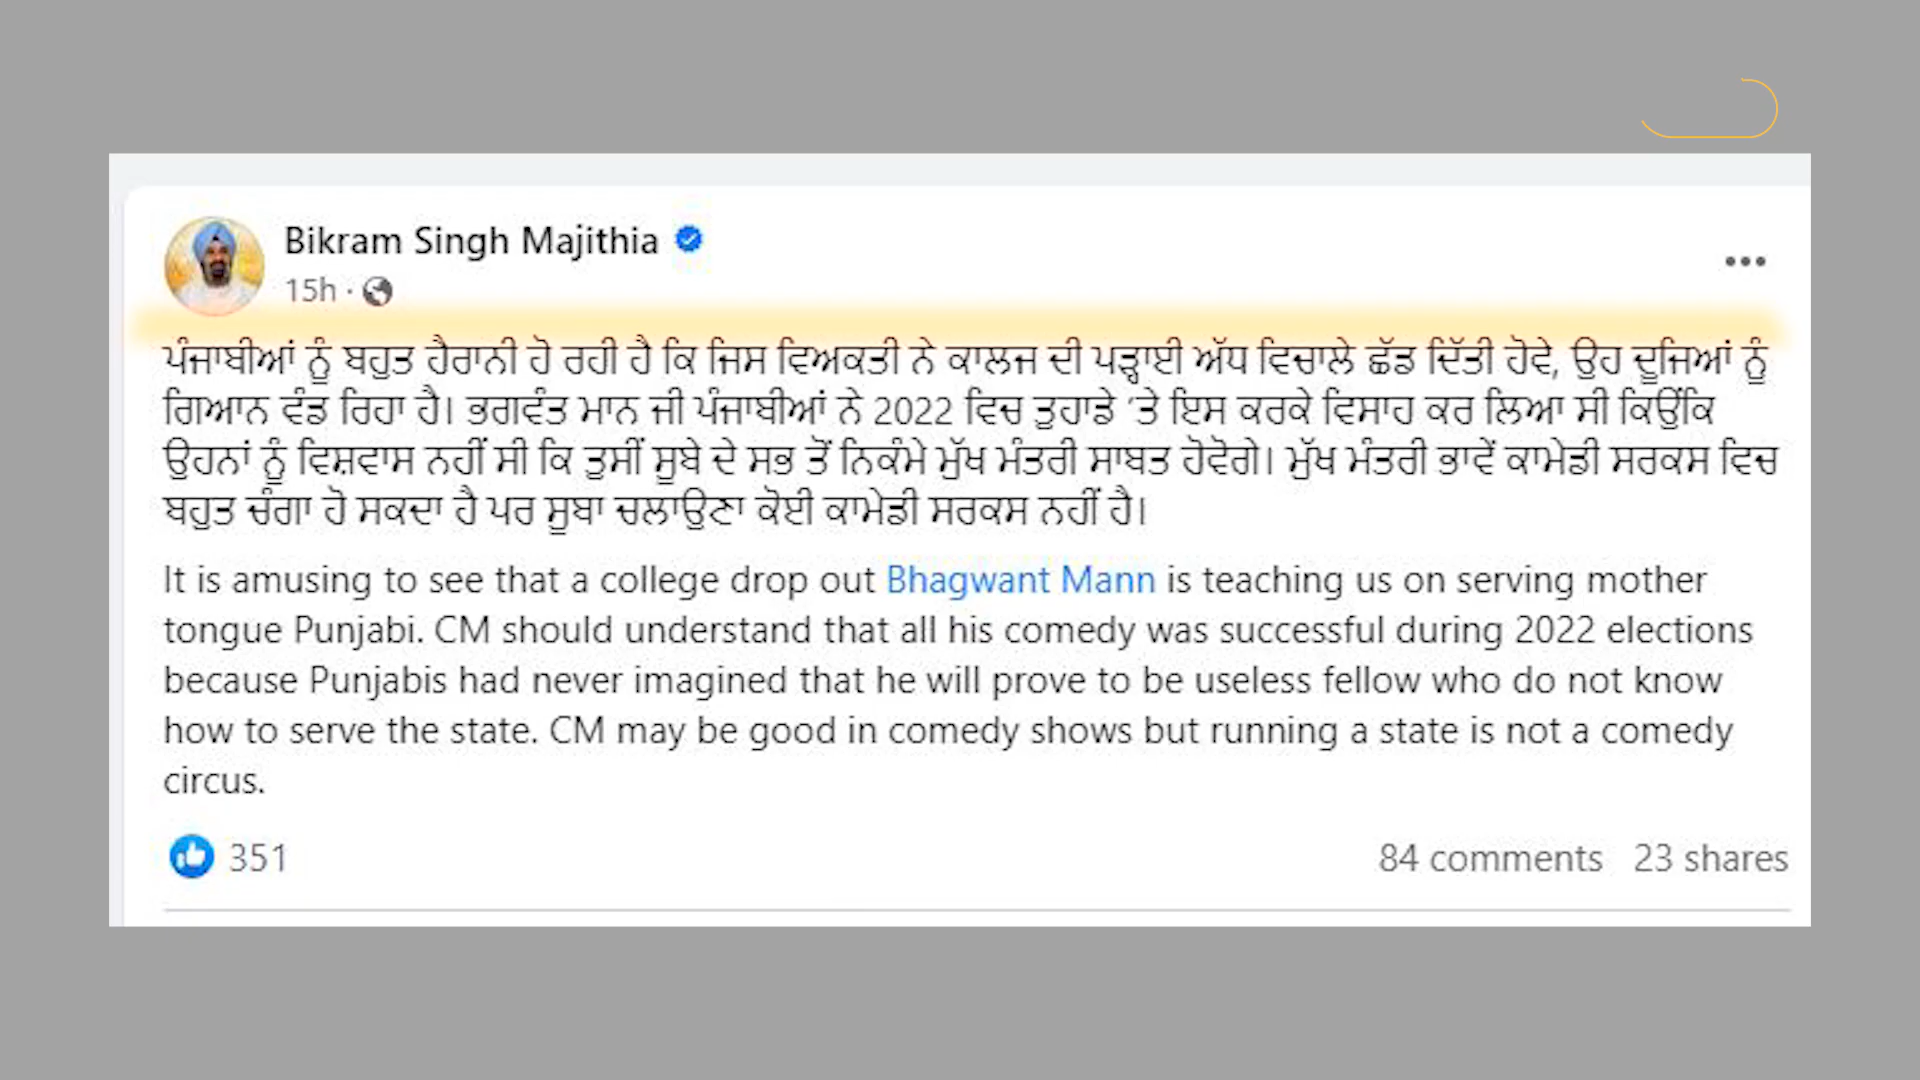 Bikram Singh Majithia
15h ·
ਪੰਜਾਬੀਆਂ ਨੂੰ ਬਹੁਤ ਹੈਰਾਨੀ ਹੋ ਰਹੀ ਹੈ ਕਿ ਜਿਸ ਵਿਅਕਤੀ ਨੇ ਕਾਲਜ ਦੀ ਪੜ੍ਹਾਈ ਅੱਧ ਵਿਚਾਲੇ ਛੱਡ ਦਿੱਤੀ ਹੋਵੇ, ਉਹ ਦੂਜਿਆਂ ਨੂੰ
ਗਿਆਨ ਵੰਡ ਰਿਹਾ ਹੈ। ਭਗਵੰਤ ਮਾਨ ਜੀ ਪੰਜਾਬੀਆਂ ਨੇ 2022 ਵਿਚ ਤੁਹਾਡੇ ’ਤੇ ਇਸ ਕਰਕੇ ਵਿਸਾਹ ਕਰ ਲਿਆ ਸੀ ਕਿਉਂਕਿ
ਉਹਨਾਂ ਨੂੰ ਵਿਸ਼ਵਾਸ ਨਹੀਂ ਸੀ ਕਿ ਤੁਸੀਂ ਸੂਬੇ ਦੇ ਸਭ ਤੋਂ ਨਿਕੰਮੇ ਮੁੱਖ ਮੰਤਰੀ ਸਾਬਤ ਹੋਵੋਗੇ। ਮੁੱਖ ਮੰਤਰੀ ਭਾਵੇਂ ਕਾਮੇਡੀ ਸਰਕਸ ਵਿਚ
ਬਹੁਤ ਚੰਗਾ ਹੋ ਸਕਦਾ ਹੈ ਪਰ ਸੂਬਾ ਚਲਾਉਣਾ ਕੋਈ ਕਾਮੇਡੀ ਸਰਕਸ ਨਹੀਂ ਹੈ।
It is amusing to see that a college drop out Bhagwant Mann is teaching us on serving mother
tongue Punjabi. CM should understand that all his comedy was successful during 2022 elections
because Punjabis had never imagined that he will prove to be useless fellow who do not know
how to serve the state. CM may be good in comedy shows but running a state is not a comedy
circus.
351
84 comments 23 shares